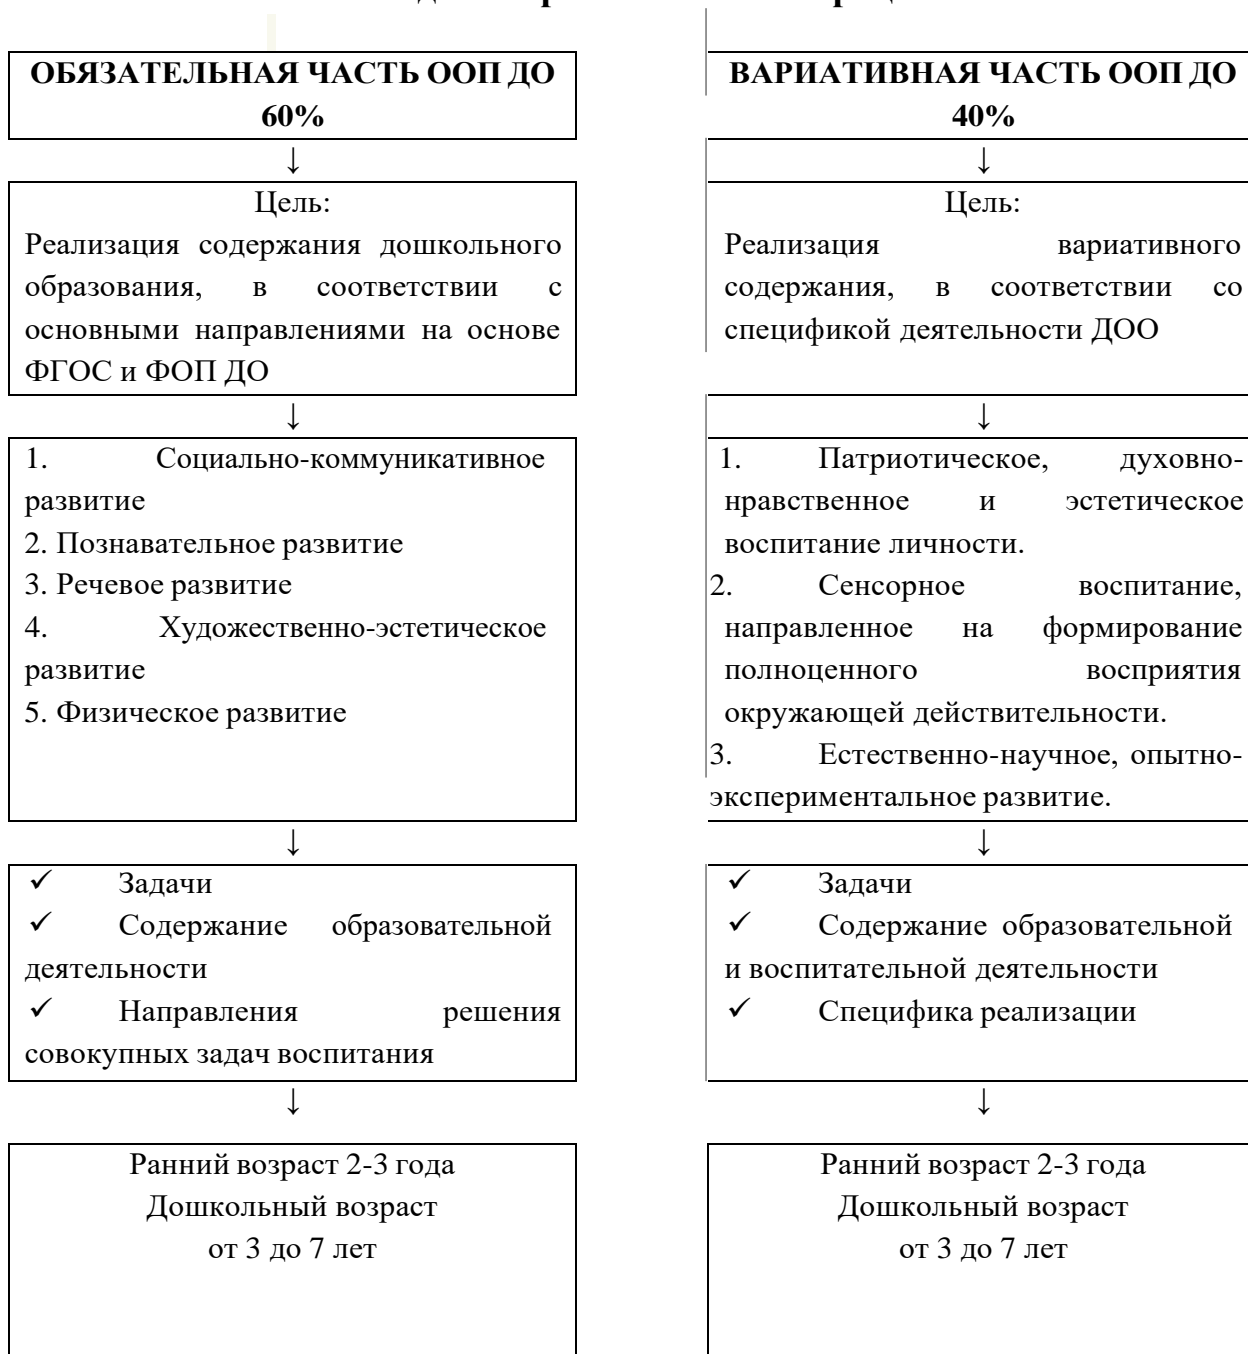 ОБЯЗАТЕЛЬНАЯ ЧАСТЬ ООП ДО
60%
↓
Цель:
Реализация содержания дошкольного
образования, в соответствии с
основными направлениями на основе
ФГОС и ФОП ДО
↓
1. Социально-коммуникативное
развитие
2. Познавательное развитие
3. Речевое развитие
4. Художественно-эстетическое
развитие
5. Физическое развитие
↓
✓ Задачи
✓ Содержание образовательной
деятельности
✓ Направления решения
совокупных задач воспитания
↓
Ранний возраст 2-3 года
Дошкольный возраст
от 3 до 7 лет
ВАРИАТИВНАЯ ЧАСТЬ ООП ДО
40%
↓
Цель:
Реализация вариативного
содержания, в соответствии со
спецификой деятельности ДОО
↓
1. Патриотическое, духовно-
нравственное и эстетическое
воспитание личности.
2. Сенсорное воспитание,
направленное на формирование
полноценного восприятия
окружающей действительности.
3. Естественно-научное, опытно-
экспериментальное развитие.
↓
✓ Задачи
✓ Содержание образовательной
и воспитательной деятельности
✓ Специфика реализации
↓
Ранний возраст 2-3 года
Дошкольный возраст
от 3 до 7 лет